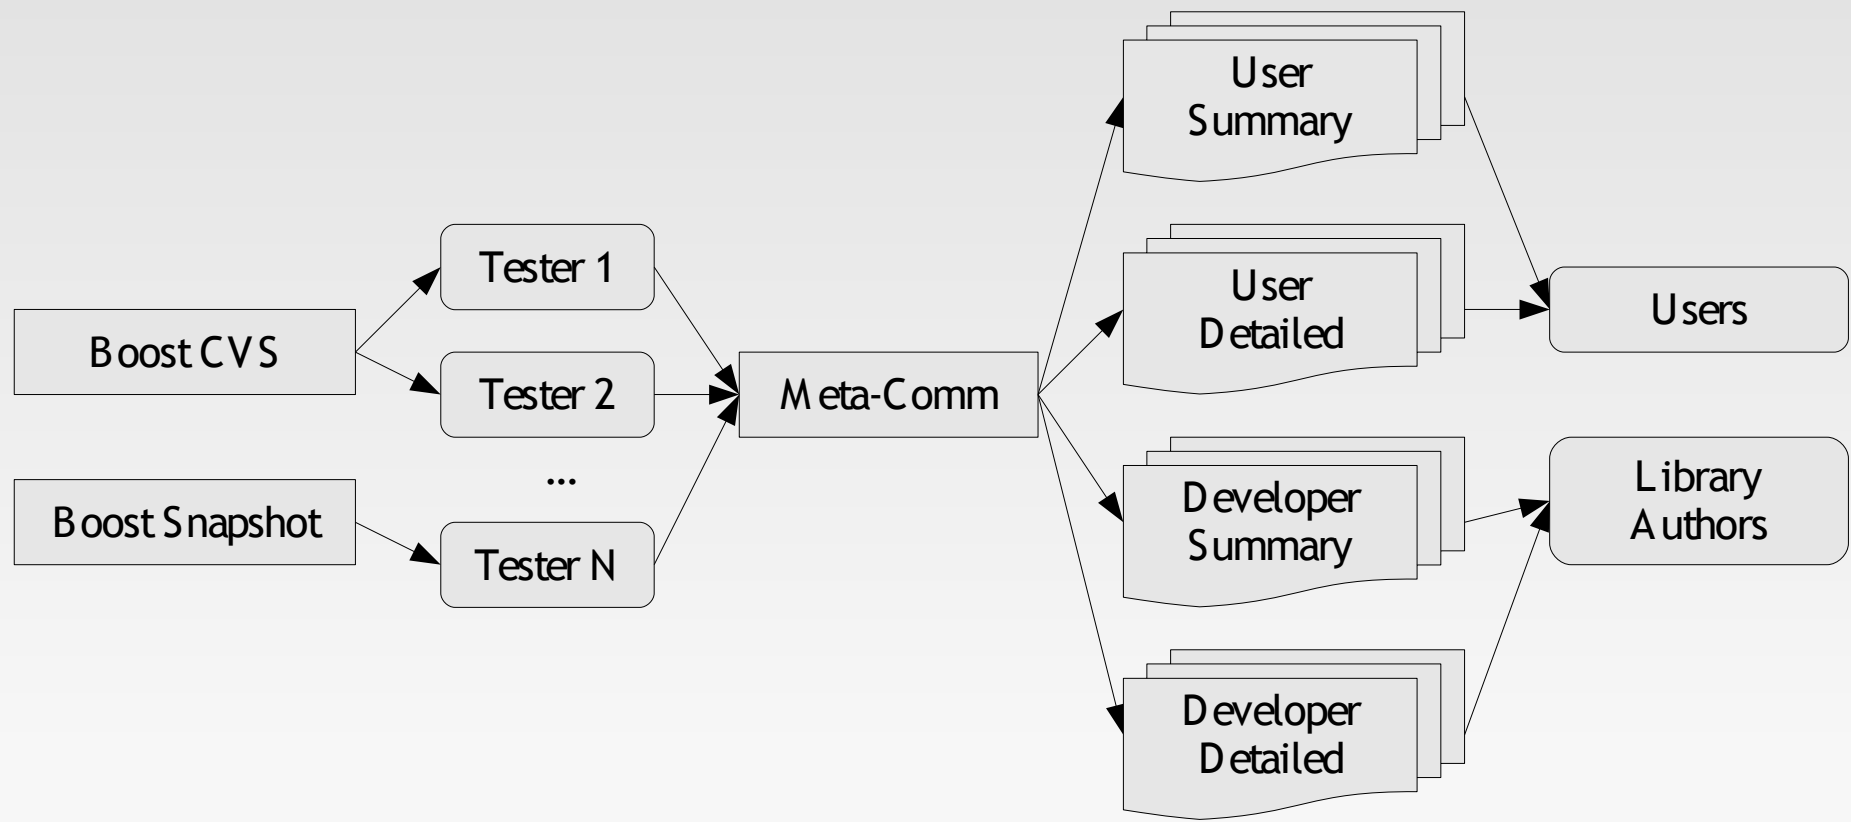 Boost CVS
Boost Snapshot
Tester 1
Tester 2
...
Tester N
Meta-Comm
User
Summary
User
Detailed
Developer
Summary
Developer
Detailed
Users
Library
Authors